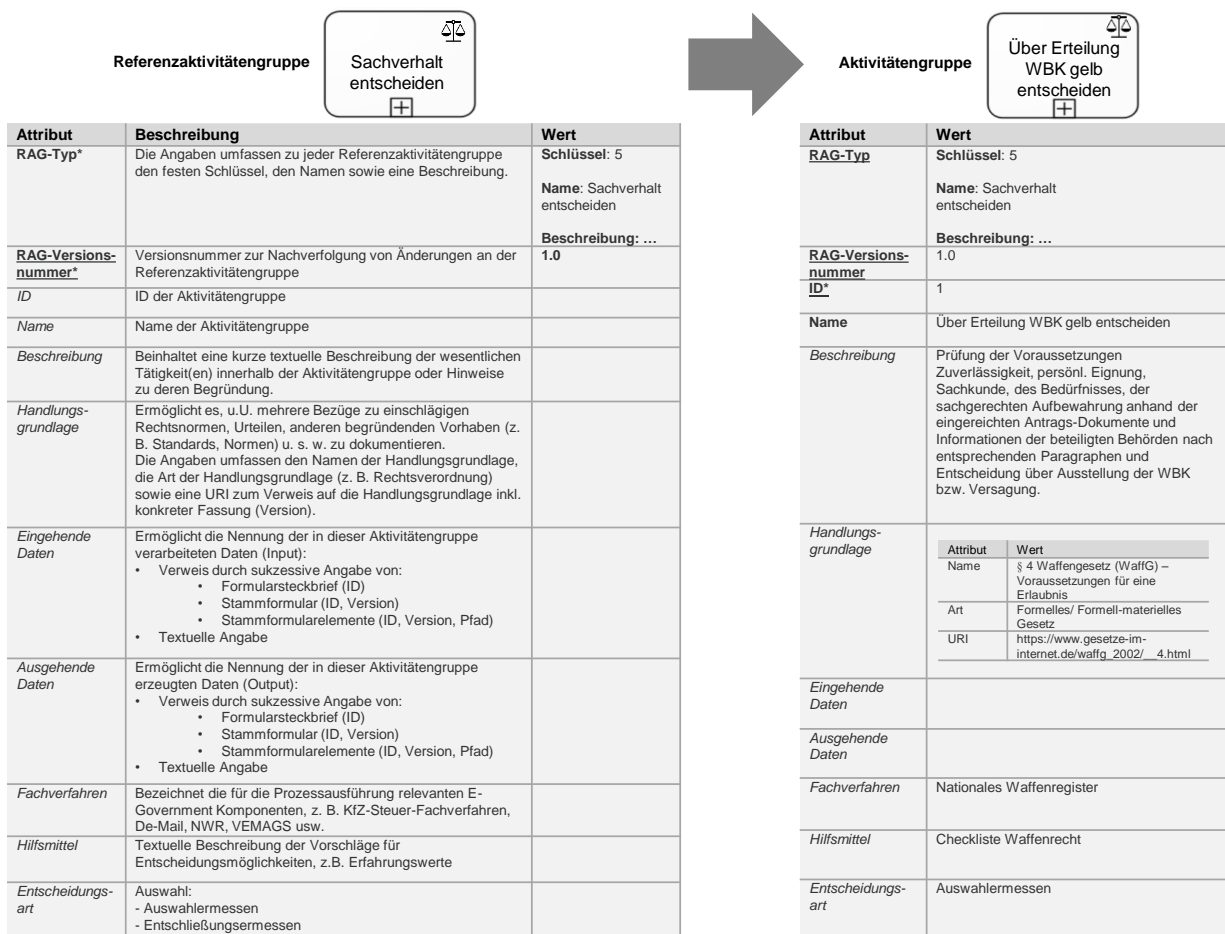 Referenzaktivitätengruppe
Sachverhalt
entscheiden
Aktivitätengruppe
Über Erteilung
WBK gelb
entscheiden
Attribut Beschreibung Wert
RAG-Typ* Die Angaben umfassen zu jeder Referenzaktivitätengruppe Schlüssel: 5
den festen Schlüssel, den Namen sowie eine Beschreibung.
Name: Sachverhalt
entscheiden
Beschreibung: …
RAG-Versions- Versionsnummer zur Nachverfolgung von Änderungen an der 1.0
nummer* Referenzaktivitätengruppe
ID ID der Aktivitätengruppe
Name Name der Aktivitätengruppe
Beschreibung Beinhaltet eine kurze textuelle Beschreibung der wesentlichen
Tätigkeit(en) innerhalb der Aktivitätengruppe oder Hinweise
zu deren Begründung.
Handlungs- Ermöglicht es, u.U. mehrere Bezüge zu einschlägigen
grundlage Rechtsnormen, Urteilen, anderen begründenden Vorhaben (z.
B. Standards, Normen) u. s. w. zu dokumentieren.
Die Angaben umfassen den Namen der Handlungsgrundlage,
die Art der Handlungsgrundlage (z. B. Rechtsverordnung)
sowie eine URI zum Verweis auf die Handlungsgrundlage inkl.
konkreter Fassung (Version).
Eingehende Ermöglicht die Nennung der in dieser Aktivitätengruppe
Daten verarbeiteten Daten (Input):
• Verweis durch sukzessive Angabe von:
• Formularsteckbrief (ID)
• Stammformular (ID, Version)
• Stammformularelemente (ID, Version, Pfad)
• Textuelle Angabe
Ausgehende Ermöglicht die Nennung der in dieser Aktivitätengruppe
Daten erzeugten Daten (Output):
• Verweis durch sukzessive Angabe von:
• Formularsteckbrief (ID)
• Stammformular (ID, Version)
• Stammformularelemente (ID, Version, Pfad)
• Textuelle Angabe
Fachverfahren Bezeichnet die für die Prozessausführung relevanten E-
Government Komponenten, z. B. KfZ-Steuer-Fachverfahren,
De-Mail, NWR, VEMAGS usw.
Hilfsmittel Textuelle Beschreibung der Vorschläge für
Entscheidungsmöglichkeiten, z.B. Erfahrungswerte
Entscheidungs- Auswahl:
art - Auswahlermessen
- Entschließungsermessen
Attribut Wert
RAG-Typ Schlüssel: 5
Name: Sachverhalt
entscheiden
Beschreibung: …
RAG-Versions- 1.0
nummer
ID* 1
Name Über Erteilung WBK gelb entscheiden
Beschreibung Prüfung der Voraussetzungen
Zuverlässigkeit, persönl. Eignung,
Sachkunde, des Bedürfnisses, der
sachgerechten Aufbewahrung anhand der
eingereichten Antrags-Dokumente und
Informationen der beteiligten Behörden nach
entsprechenden Paragraphen und
Entscheidung über Ausstellung der WBK
bzw. Versagung.
Handlungs-
grundlage
Attribut Wert
Name § 4 Waffengesetz (WaffG) –
Voraussetzungen für eine
Erlaubnis
Art Formelles/ Formell-materielles
Gesetz
URI https://www.gesetze-im-
internet.de/waffg_2002/__4.html
Eingehende
Daten
Ausgehende
Daten
Fachverfahren Nationales Waffenregister
Hilfsmittel Checkliste Waffenrecht
Entscheidungs- Auswahlermessen
art